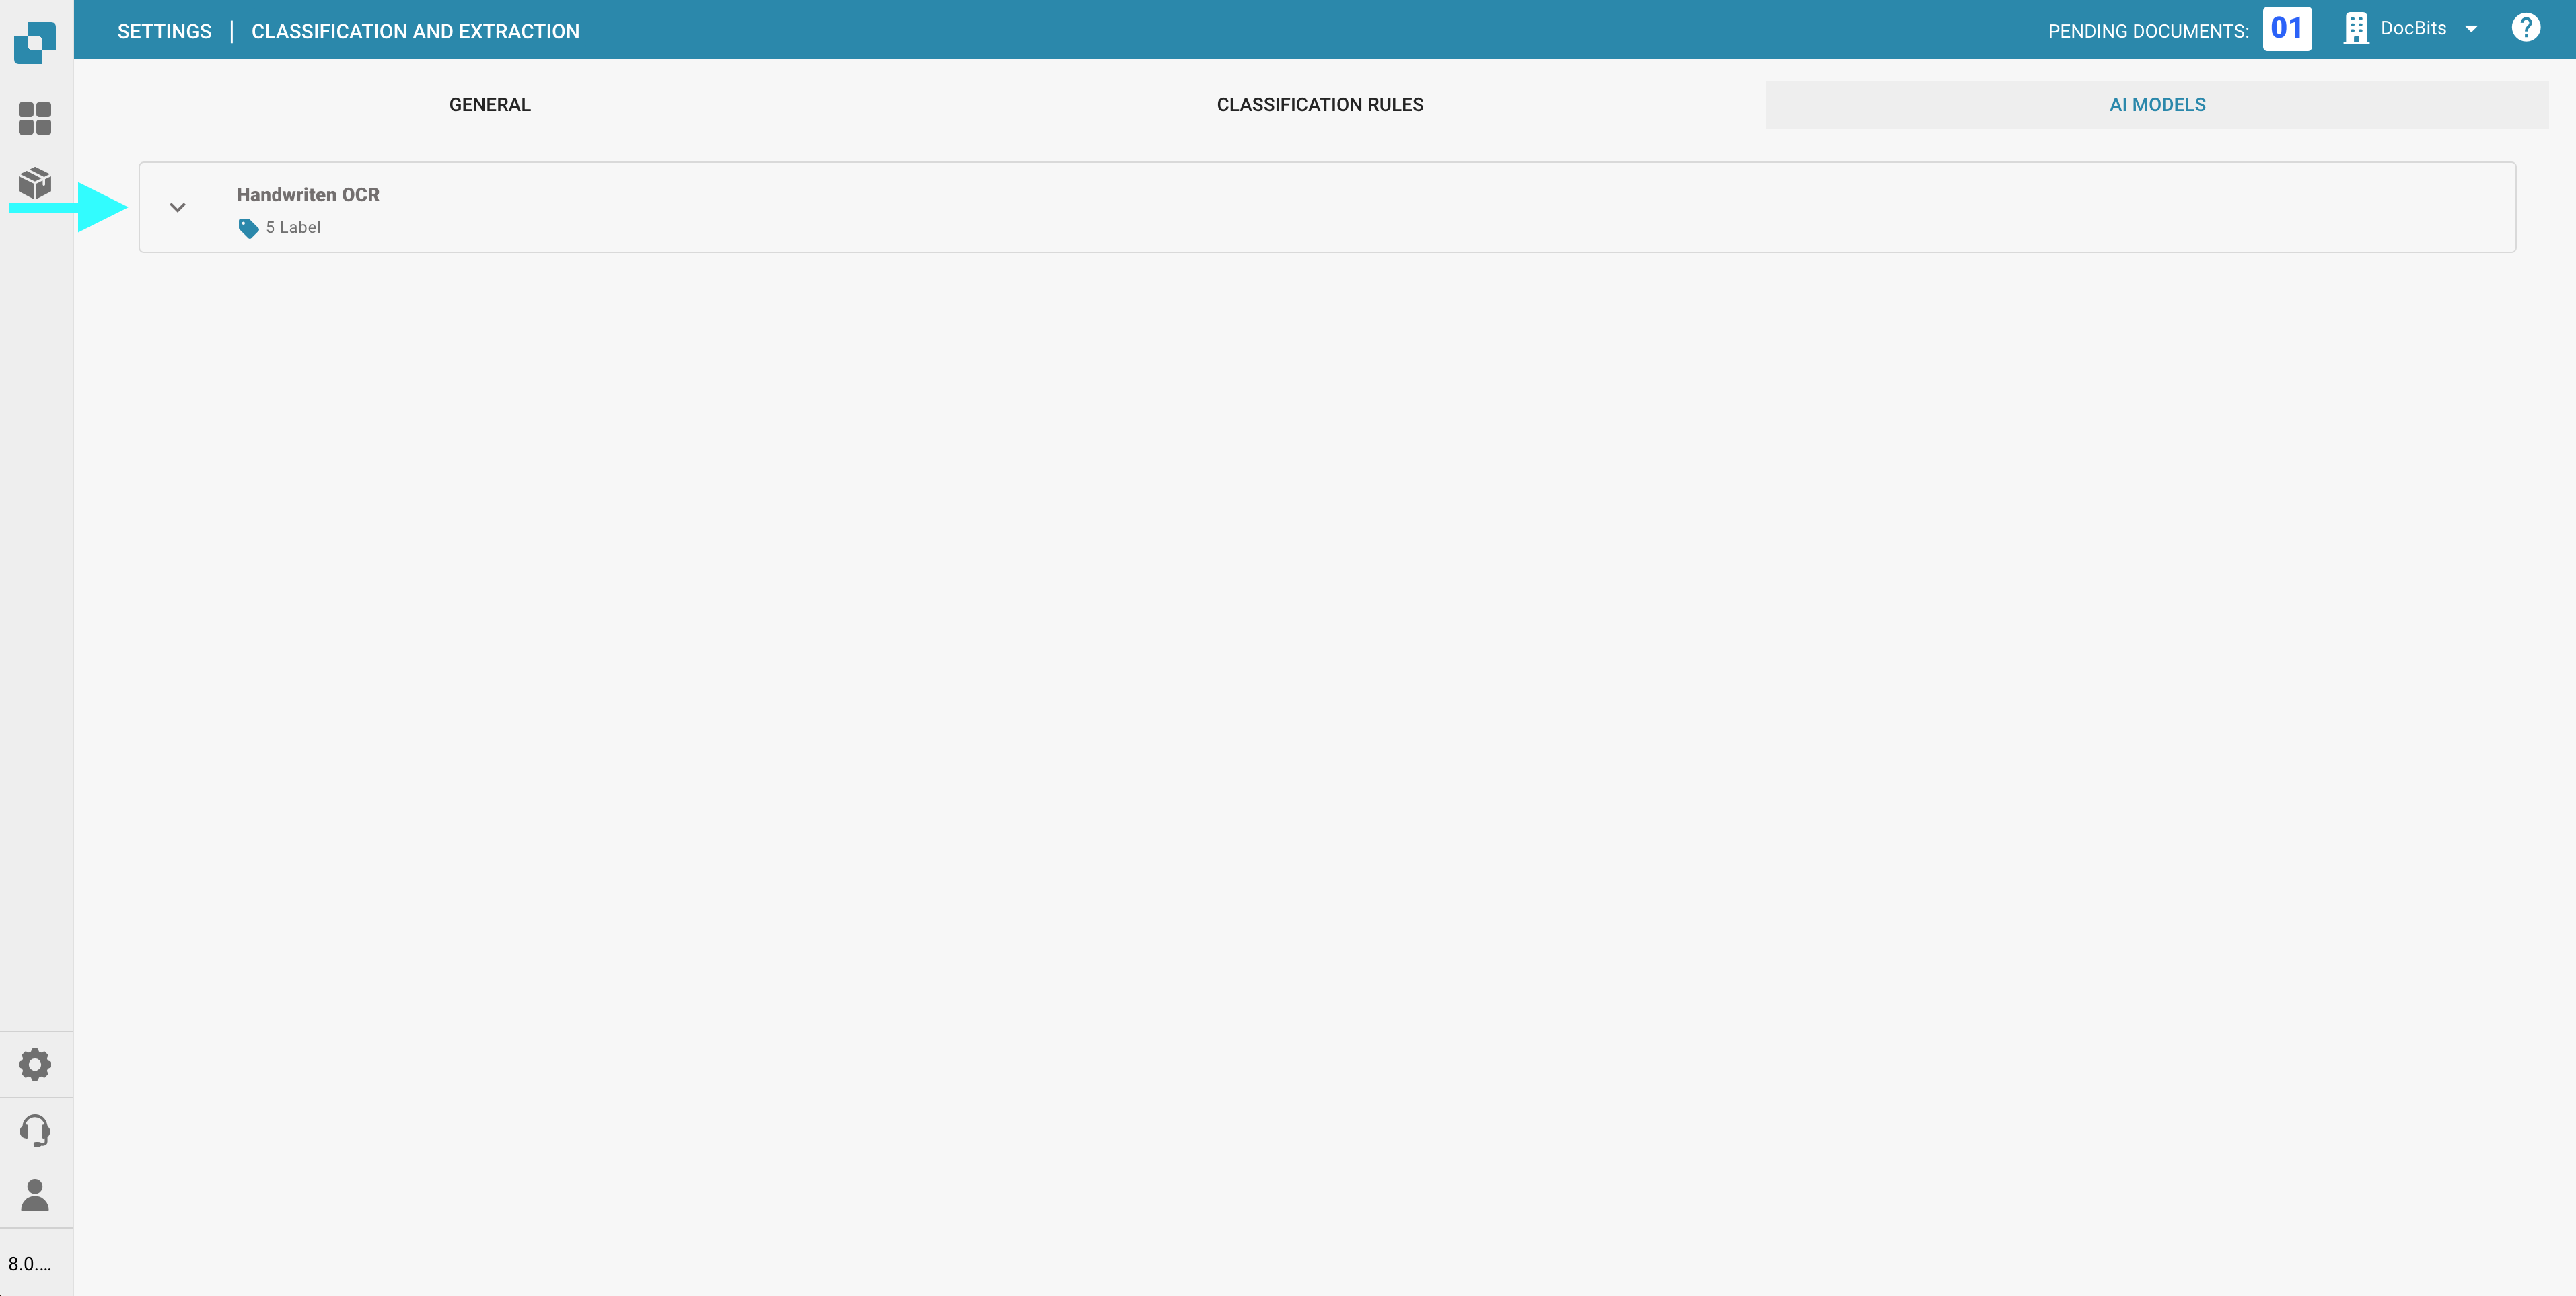 SETTINGS | CLASSIFICATION AND EXTRACTION
PENDING DOCUMENTS: 01 DocBits ?
GENERAL CLASSIFICATION RULES AI MODELS
Handwriten OCR
5 Label
8.0....